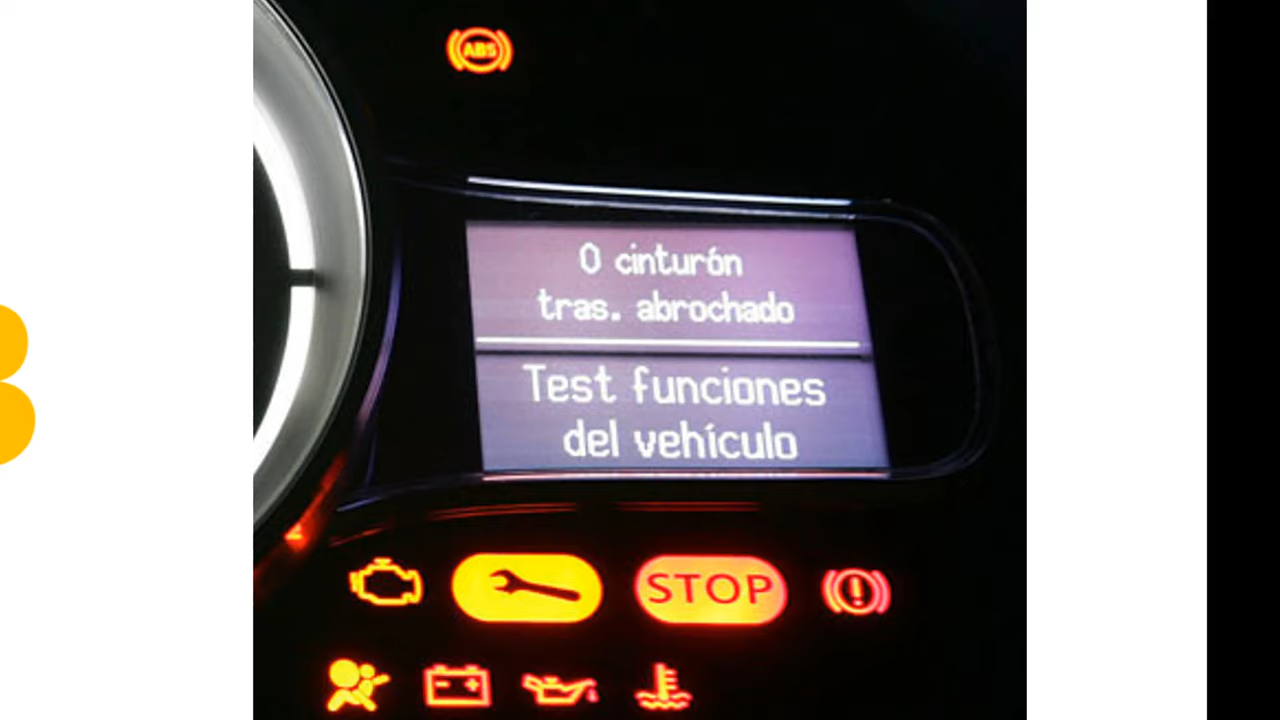 ABS
0 cinturón
tras. abrochado
Test funciones
del vehículo
STOP